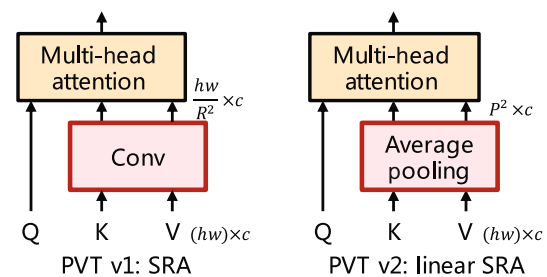 Multi-head
attention
hw/R² × c
Conv
Q K V (hw)×c
PVT v1: SRA
Multi-head
attention
P² × c
Average
pooling
Q K V (hw)×c
PVT v2: linear SRA